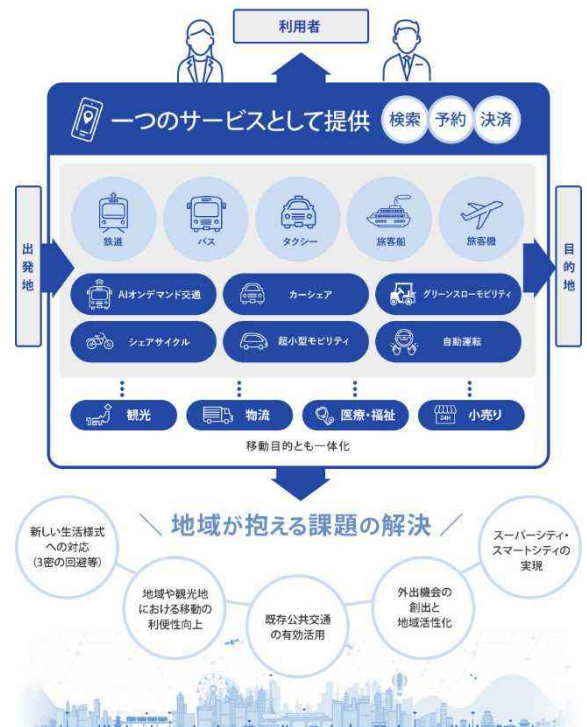 利用者
一つのサービスとして提供
検索
予約
決済
出発地
目的地
鉄道
バス
タクシー
旅客船
旅客機
AIオンデマンド交通
カーシェア
グリーンスローモビリティ
シェアサイクル
超小型モビリティ
自動運転
観光
物流
医療・福祉
24H
小売り
移動目的とも一体化
地域が抱える課題の解決
新しい生活様式
への対応
(3密の回避等)
地域や観光地
における移動の
利便性向上
既存公共交通
の有効活用
外出機会の
創出と
地域活性化
スーパーシティ・
スマートシティの
実現